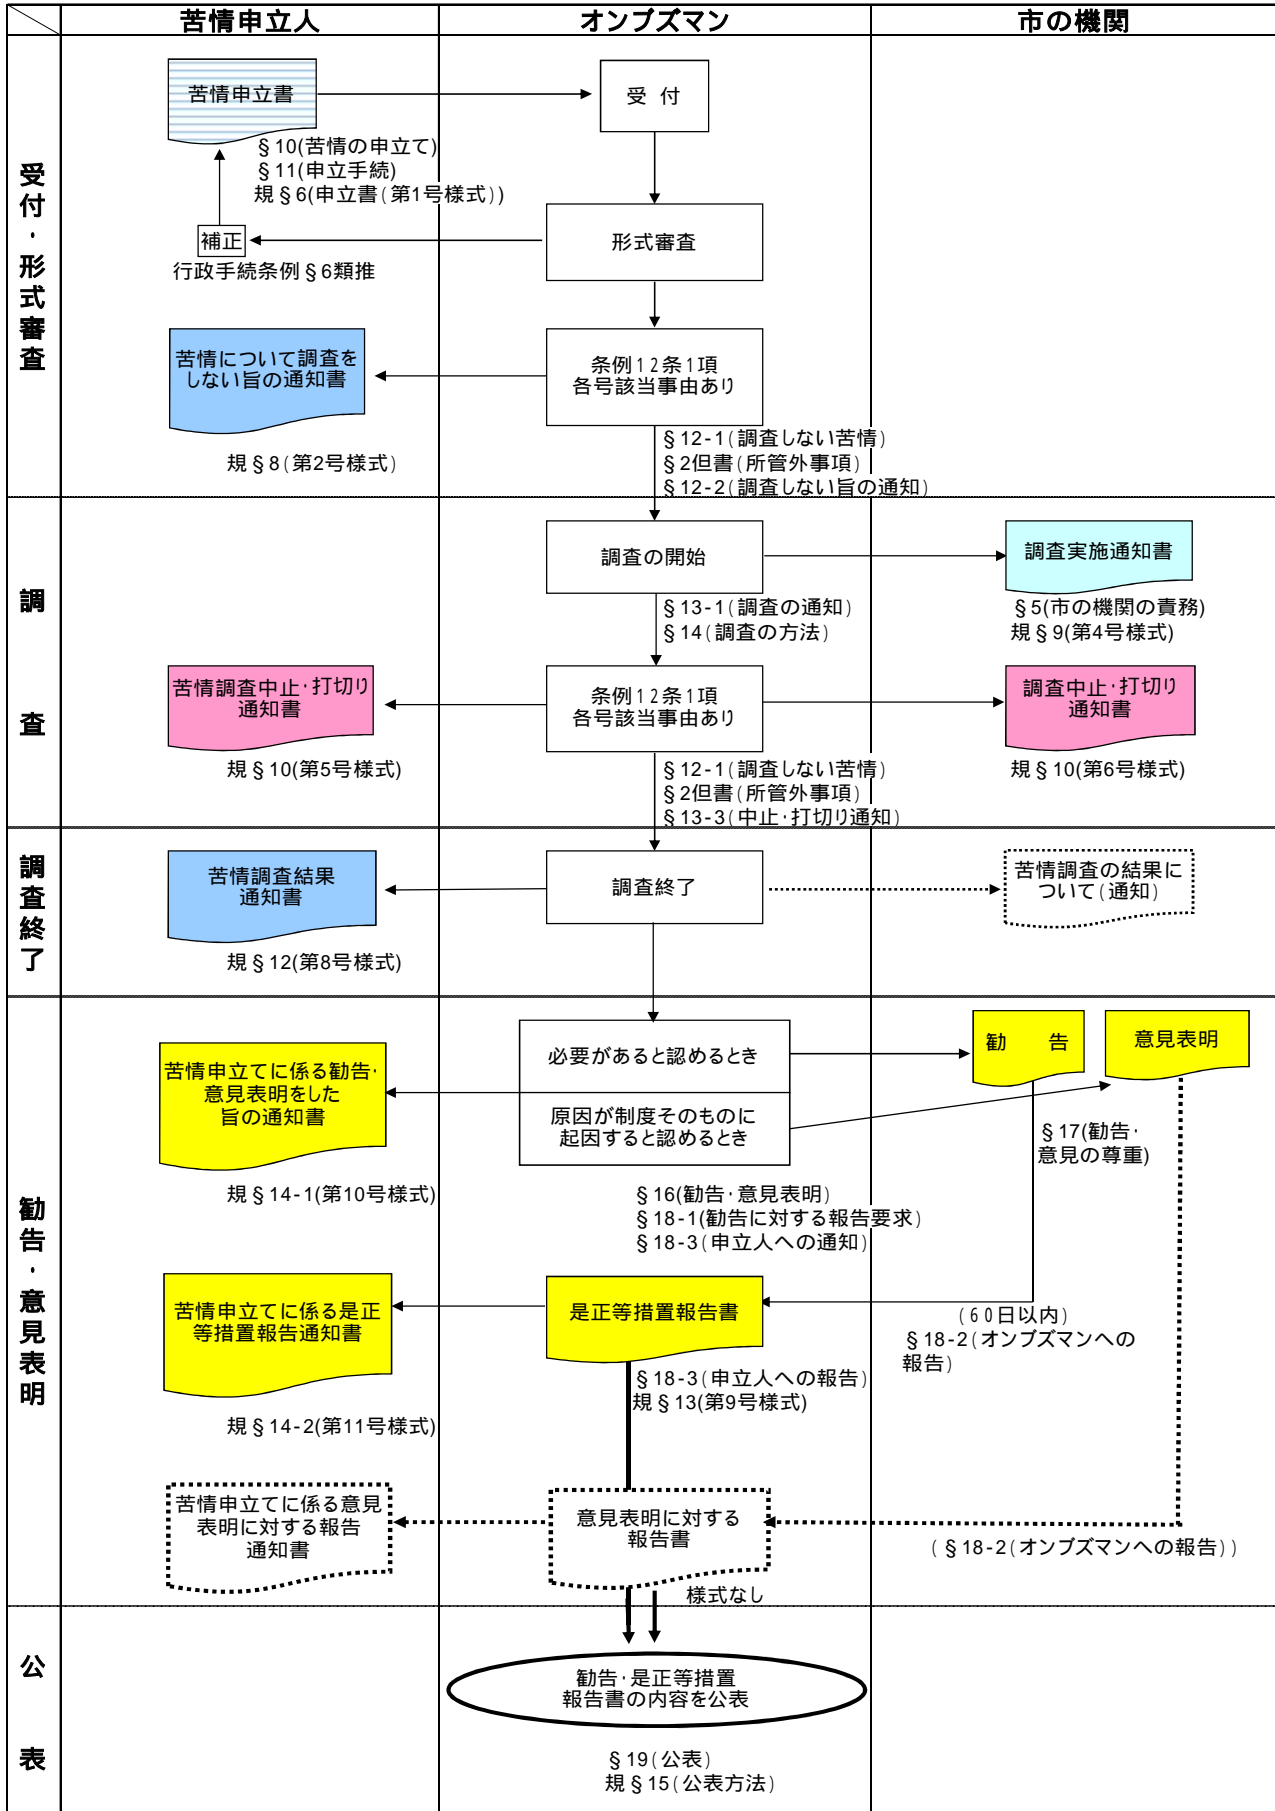 苦情申立人
オンブズマン
市の機関
受付・形式審査
苦情申立書
受 付
§10(苦情の申立て)
§11(申立手続)
規§6(申立書(第1号様式))
補正
形式審査
行政手続条例§6類推
苦情について調査を
しない旨の通知書
条例12条1項
各号該当事由あり
規§8(第2号様式)
§12-1(調査しない苦情)
§2但書(所管外事項)
§12-2(調査しない旨の通知)
調査
調査の開始
調査実施通知書
§13-1(調査の通知)
§14(調査の方法)
§5(市の機関の責務)
規§9(第4号様式)
苦情調査中止・打切り
通知書
条例12条1項
各号該当事由あり
調査中止・打切り
通知書
規§10(第5号様式)
規§10(第6号様式)
§12-1(調査しない苦情)
§2但書(所管外事項)
§13-3(中止・打切り通知)
調査終了
苦情調査結果
通知書
調査終了
苦情調査の結果に
ついて(通知)
規§12(第8号様式)
勧告・意見表明
苦情申立てに係る勧告・
意見表明をした
旨の通知書
必要があると認めるとき
原因が制度そのものに
起因すると認めるとき
勧 告
意見表明
§17(勧告・
意見の尊重)
規§14-1(第10号様式)
§16(勧告・意見表明)
§18-1(勧告に対する報告要求)
§18-3(申立人への通知)
苦情申立てに係る是正
等措置報告通知書
是正等措置報告書
(60日以内)
§18-2(オンブズマンへの
報告)
§18-3(申立人への報告)
規§13(第9号様式)
規§14-2(第11号様式)
苦情申立てに係る意見
表明に対する報告
通知書
意見表明に対する
報告書
(§18-2(オンブズマンへの報告))
様式なし
公表
勧告・是正等措置
報告書の内容を公表
§19(公表)
規§15(公表方法)